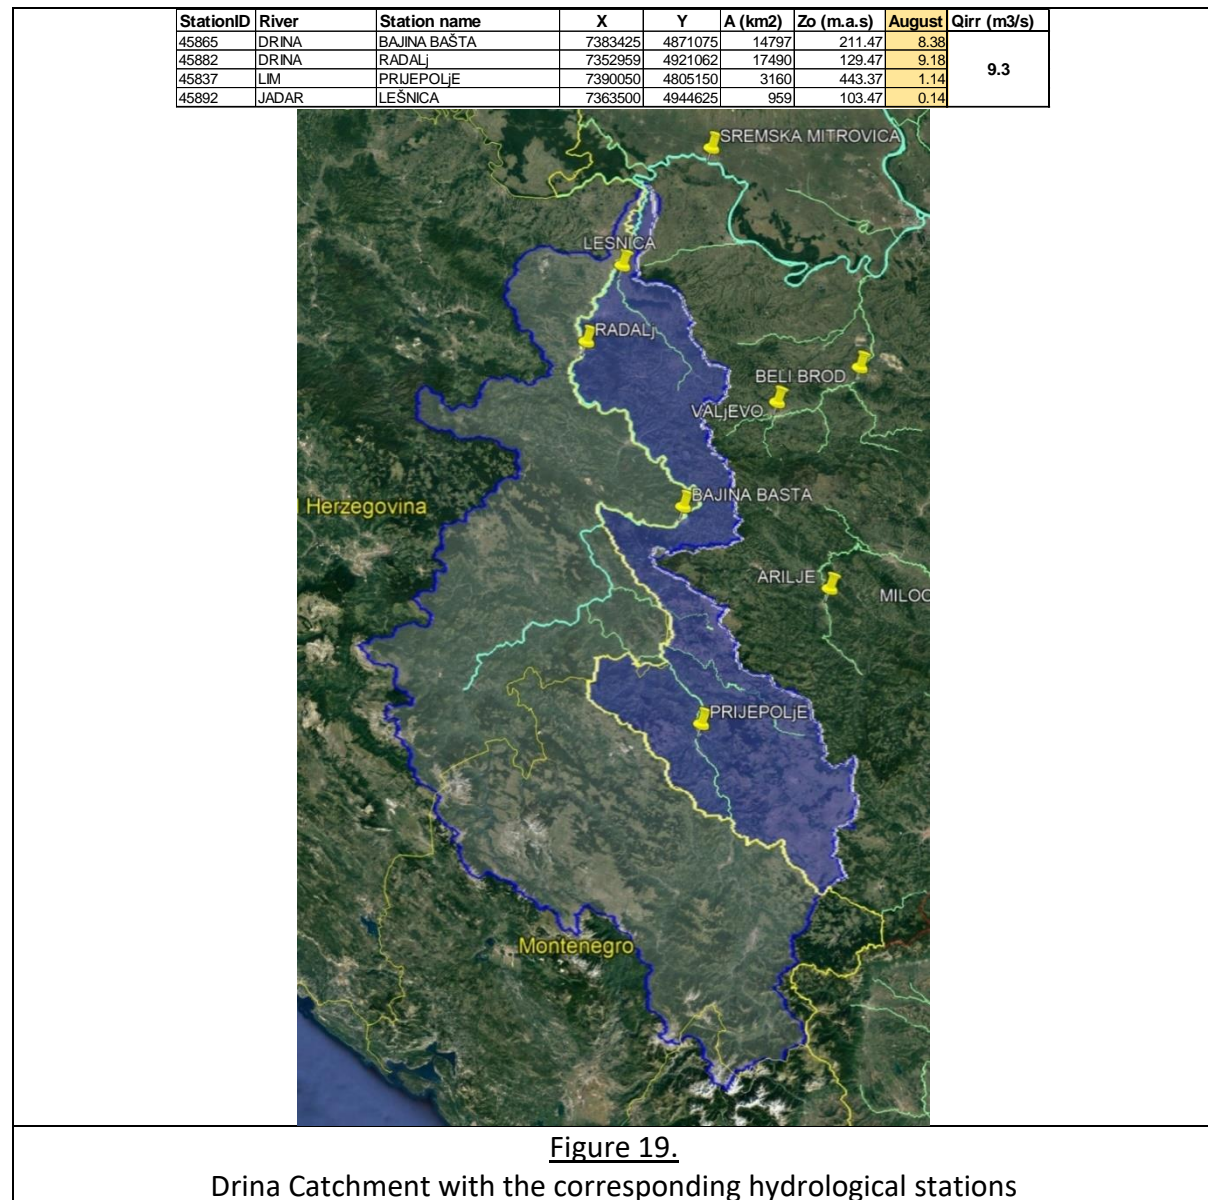 StationID River Station name X Y A (km2) Zo (m.a.s) August Qirr (m3/s)
45865 DRINA BAJINA BAŠTA 7383425 4871075 14797 211.47 8.38
45882 DRINA RADALj 7352959 4921062 17490 129.47 9.18
9.3
45837 LIM PRIJEPOLjE 7390050 4805150 3160 443.37 1.14
45892 JADAR LEŠNICA 7363500 4944625 959 103.47 0.14
SREMSKA MITROVICA
LESNICA
RADALj
BELI BROD
VALjEVO
BAJINA BASTA
Herzegovina
ARILJE
MILOC
PRIJEPOLjE
Montenegro
Figure 19.
Drina Catchment with the corresponding hydrological stations